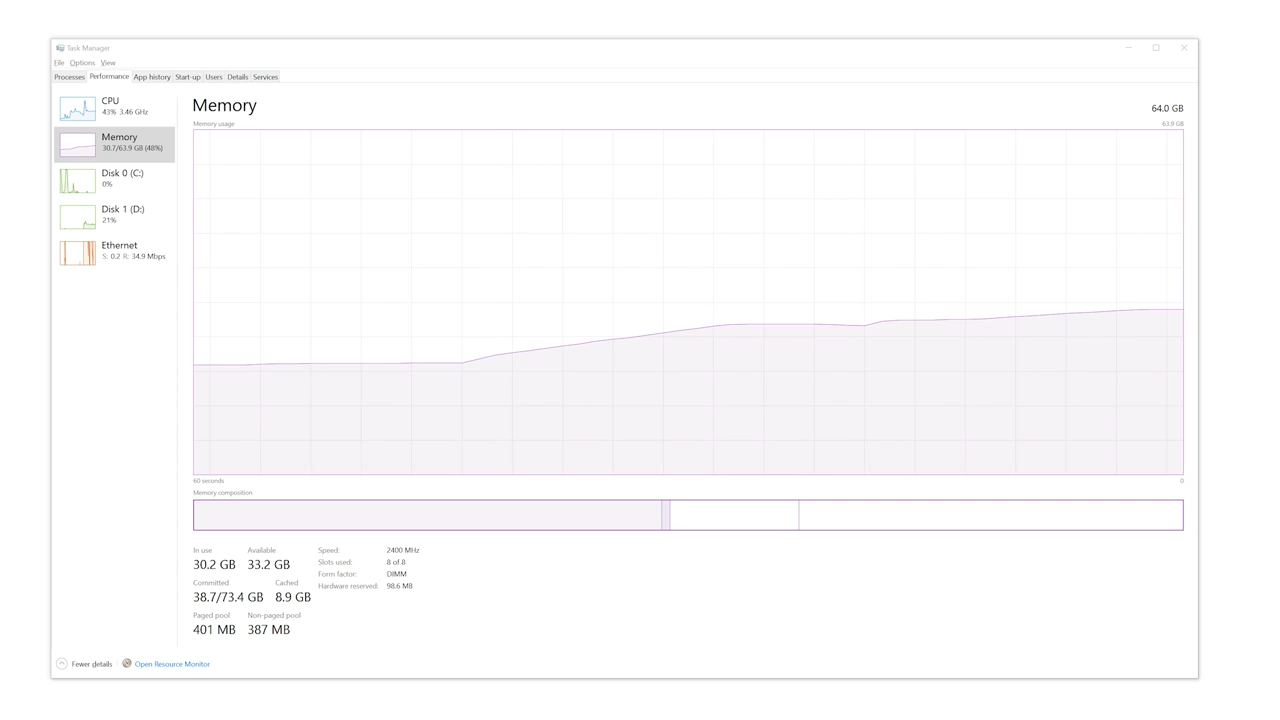 Task Manager
File Options View
Processes Performance App history Start-up Users Details Services
CPU
43% 3.46 GHz
Memory
30.7/63.9 GB (48%)
Disk 0 (C:)
0%
Disk 1 (D:)
21%
Ethernet
S: 0.2 R: 34.9 Mbps
Memory 64.0 GB
Memory usage 63.9 GB
60 seconds 0
Memory composition
In use Available
30.2 GB 33.2 GB
Committed Cached
38.7/73.4 GB 8.9 GB
Paged pool Non-paged pool
401 MB 387 MB
Speed: 2400 MHz
Slots used: 8 of 8
Form factor: DIMM
Hardware reserved: 98.6 MB
Fewer details Open Resource Monitor